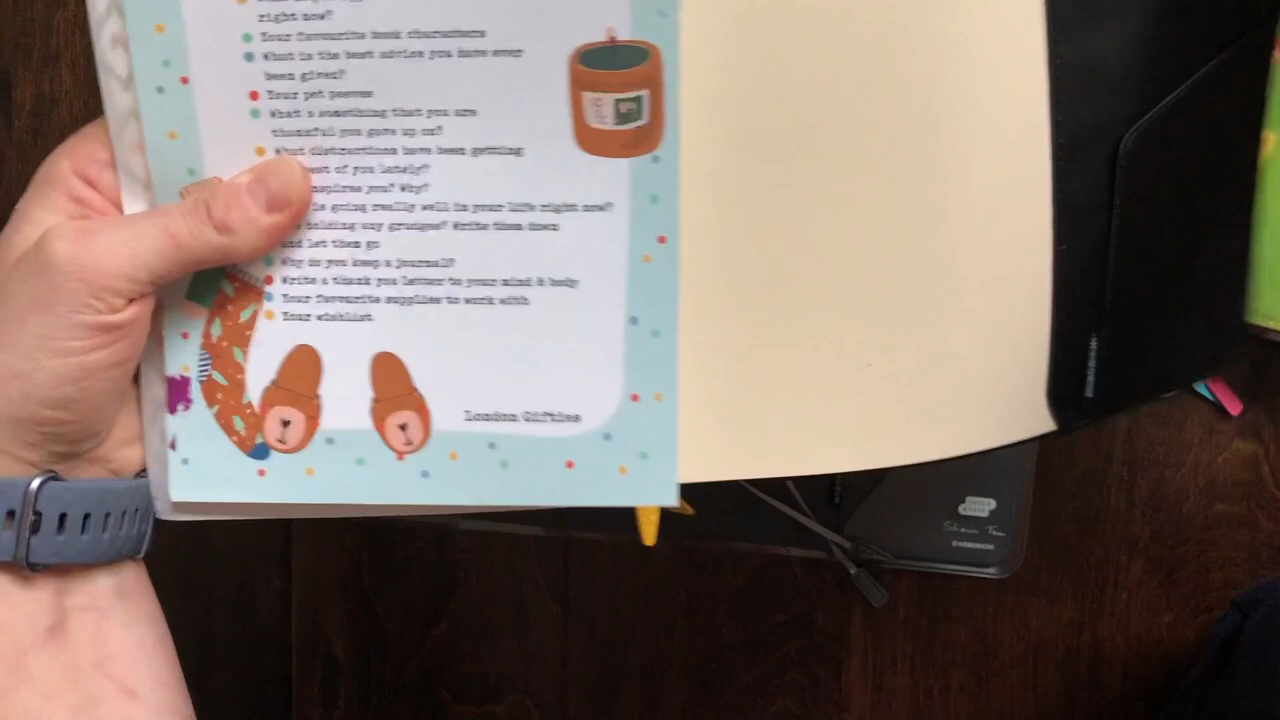 right now?
Your favourite book characters
What is the best advice you have ever
been given?
Your pet peeves
What's something that you are
thankful you gave up on?
What distractions have been getting
best of you lately?
inspires you? Why?
is going really well in your life right now?
holding any grudges? Write them down
and let them go
Why do you keep a journal?
Write a thank you letter to your mind & body
Your favourite supplies to work with
Your wishlist
London Gifties